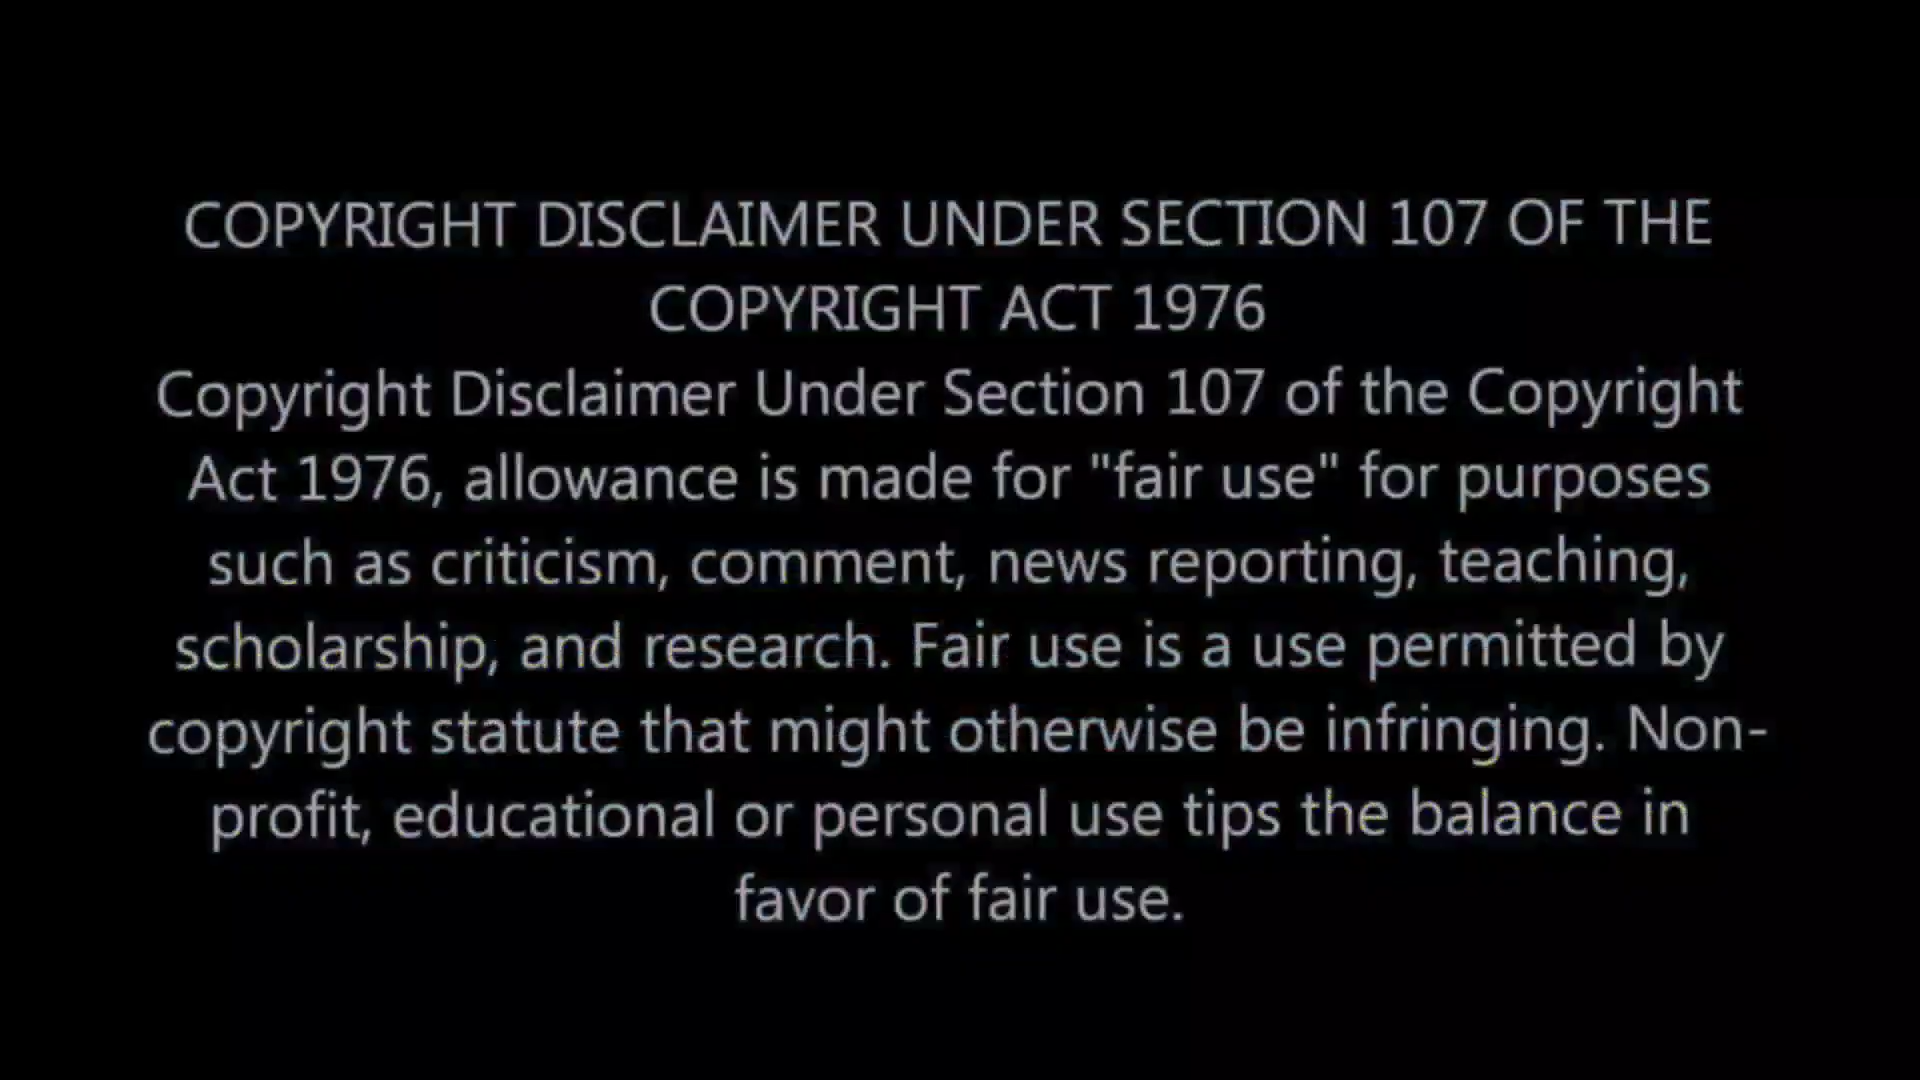 COPYRIGHT DISCLAIMER UNDER SECTION 107 OF THE
COPYRIGHT ACT 1976
Copyright Disclaimer Under Section 107 of the Copyright
Act 1976, allowance is made for "fair use" for purposes
such as criticism, comment, news reporting, teaching,
scholarship, and research. Fair use is a use permitted by
copyright statute that might otherwise be infringing. Non-
profit, educational or personal use tips the balance in
favor of fair use.